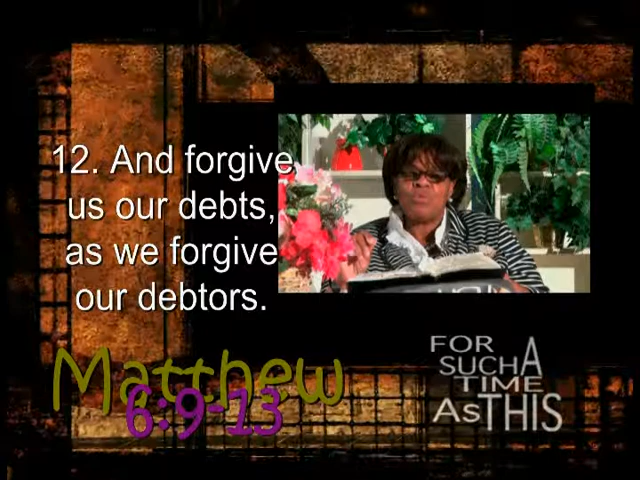 12. And forgive
us our debts,
as we forgive
our debtors.
Matthew
6:9-13
FOR
SUCH A
TIME
AS THIS